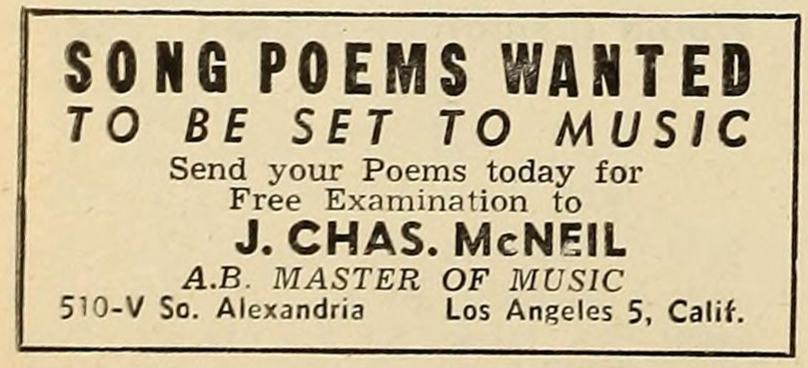 SONG POEMS WANTED
TO BE SET TO MUSIC
Send your Poems today for
Free Examination to
J. CHAS. McNEIL
A.B. MASTER OF MUSIC
510-V So. Alexandria Los Angeles 5, Calif.